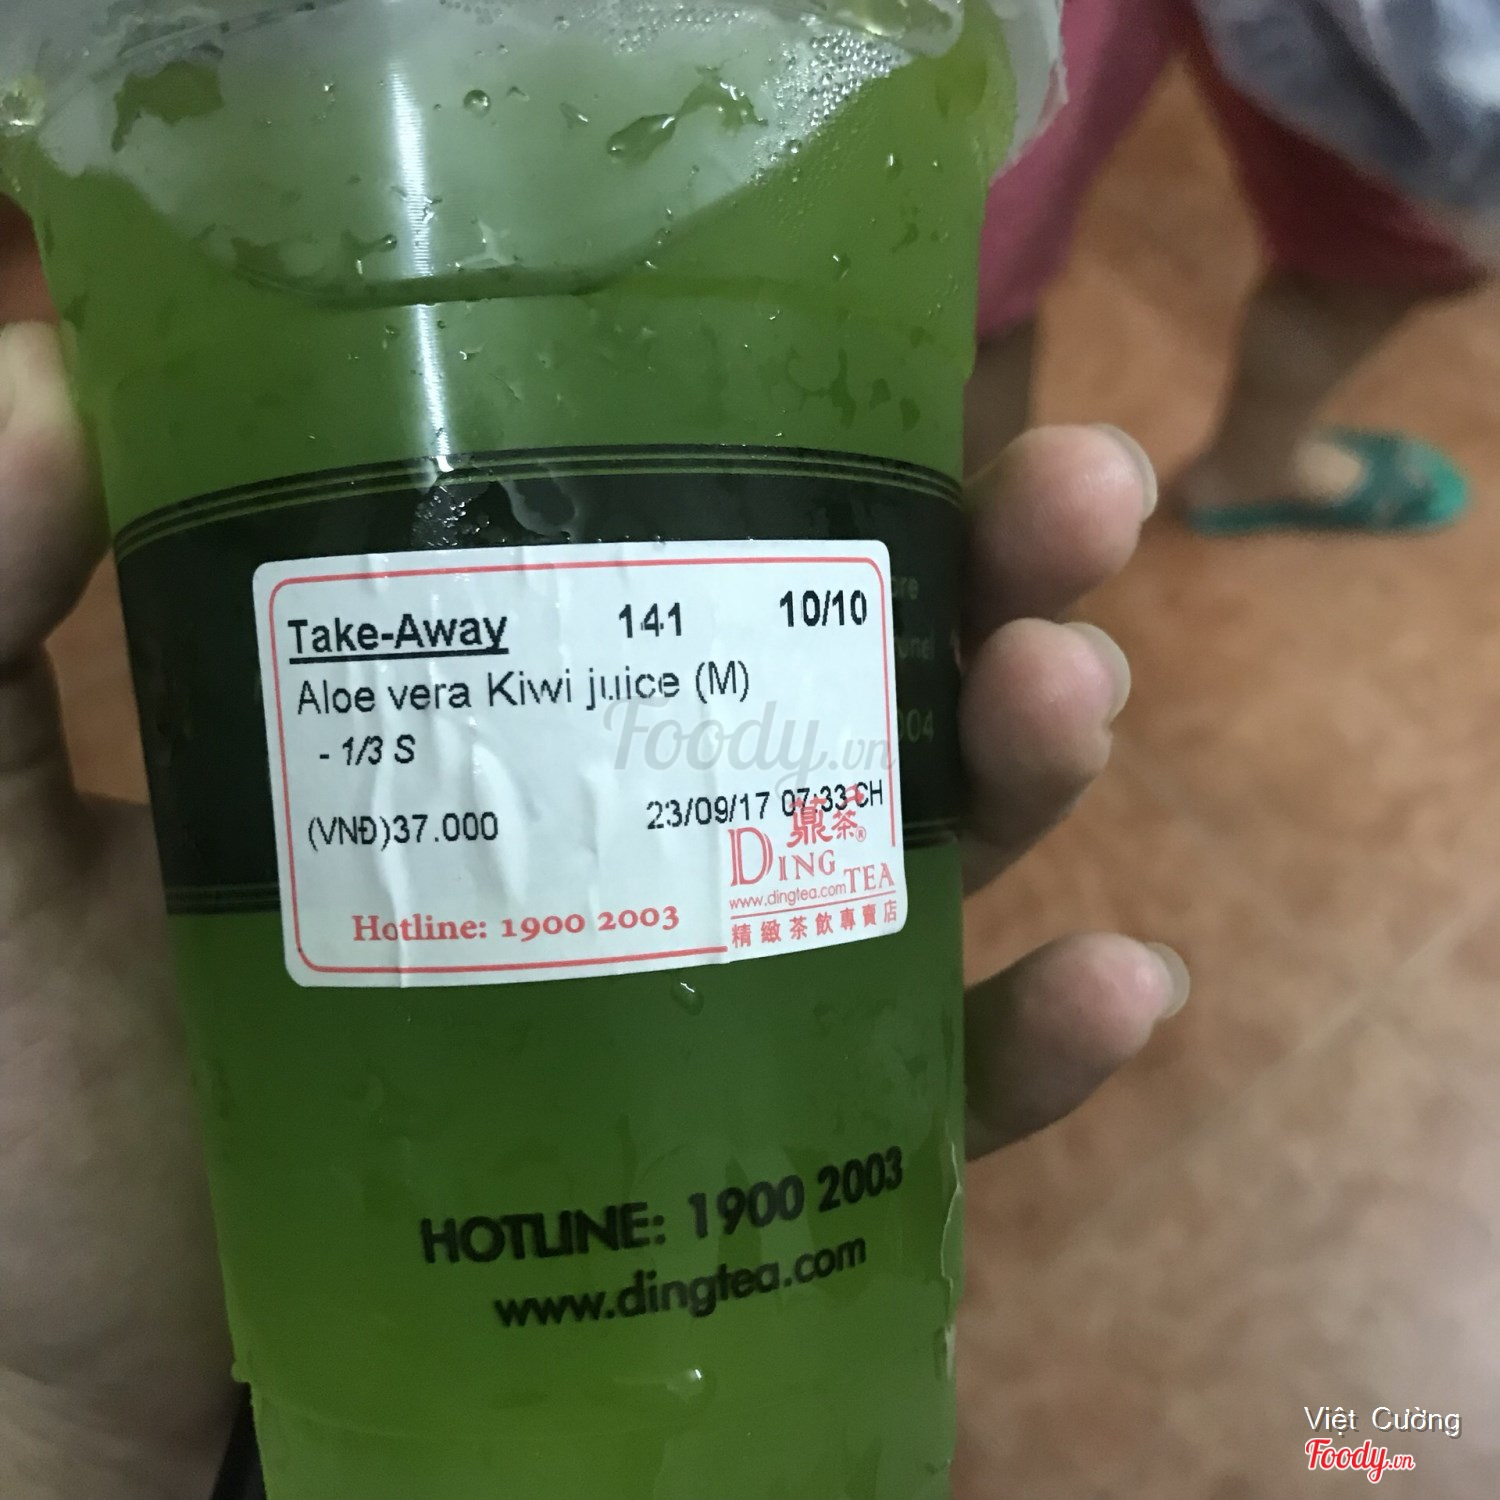 Take-Away 141 10/10
Aloe vera Kiwi juice (M)
- 1/3 S
(VNĐ)37.000 23/09/17 07:33 CH
鼎茶®
DING TEA
www.dingtea.com
精緻茶飲專賣店
Hotline: 1900 2003
Foody.vn
004
HOTLINE: 1900 2003
www.dingtea.com
Việt Cường
Foody.vn